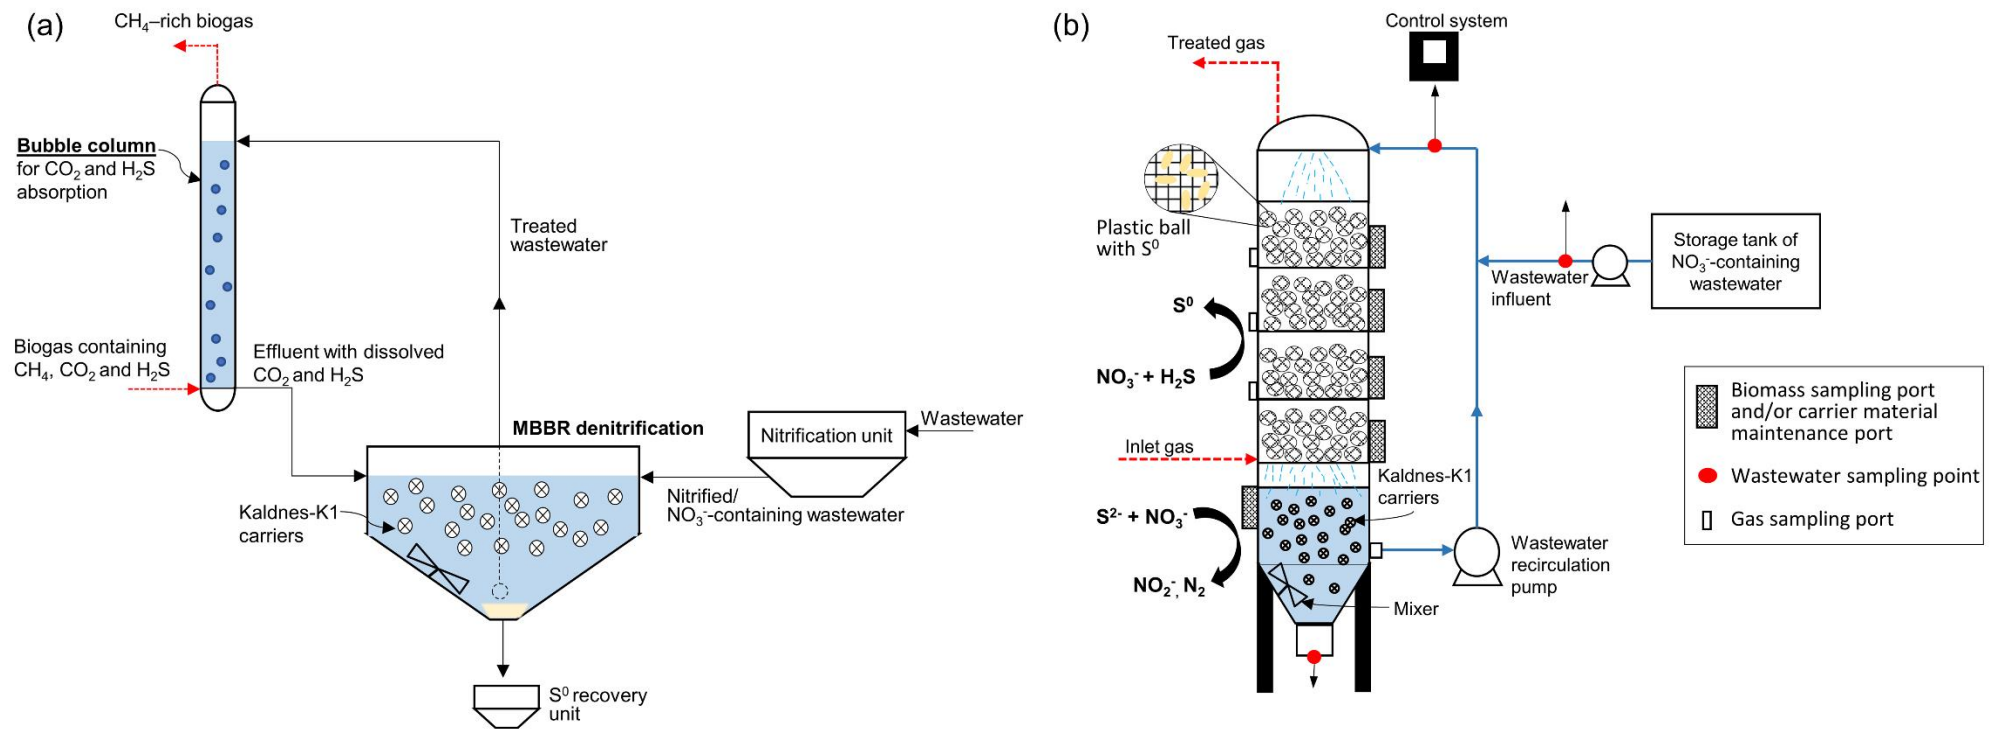 (a)
CH₄–rich biogas
Bubble column
for CO₂ and H₂S
absorption
Treated
wastewater
Biogas containing
CH₄, CO₂ and H₂S
Effluent with dissolved
CO₂ and H₂S
MBBR denitrification
Nitrification unit
Wastewater
Kaldnes-K1
carriers
Nitrified/
NO₃⁻-containing wastewater
S⁰ recovery
unit
(b)
Control system
Treated gas
Plastic ball
with S⁰
Storage tank of
NO₃⁻-containing
wastewater
Wastewater
influent
S⁰
NO₃⁻ + H₂S
Inlet gas
Kaldnes-K1
carriers
S²⁻ + NO₃⁻
NO₂⁻, N₂
Wastewater
recirculation
pump
Mixer
Biomass sampling port
and/or carrier material
maintenance port
Wastewater sampling point
Gas sampling port